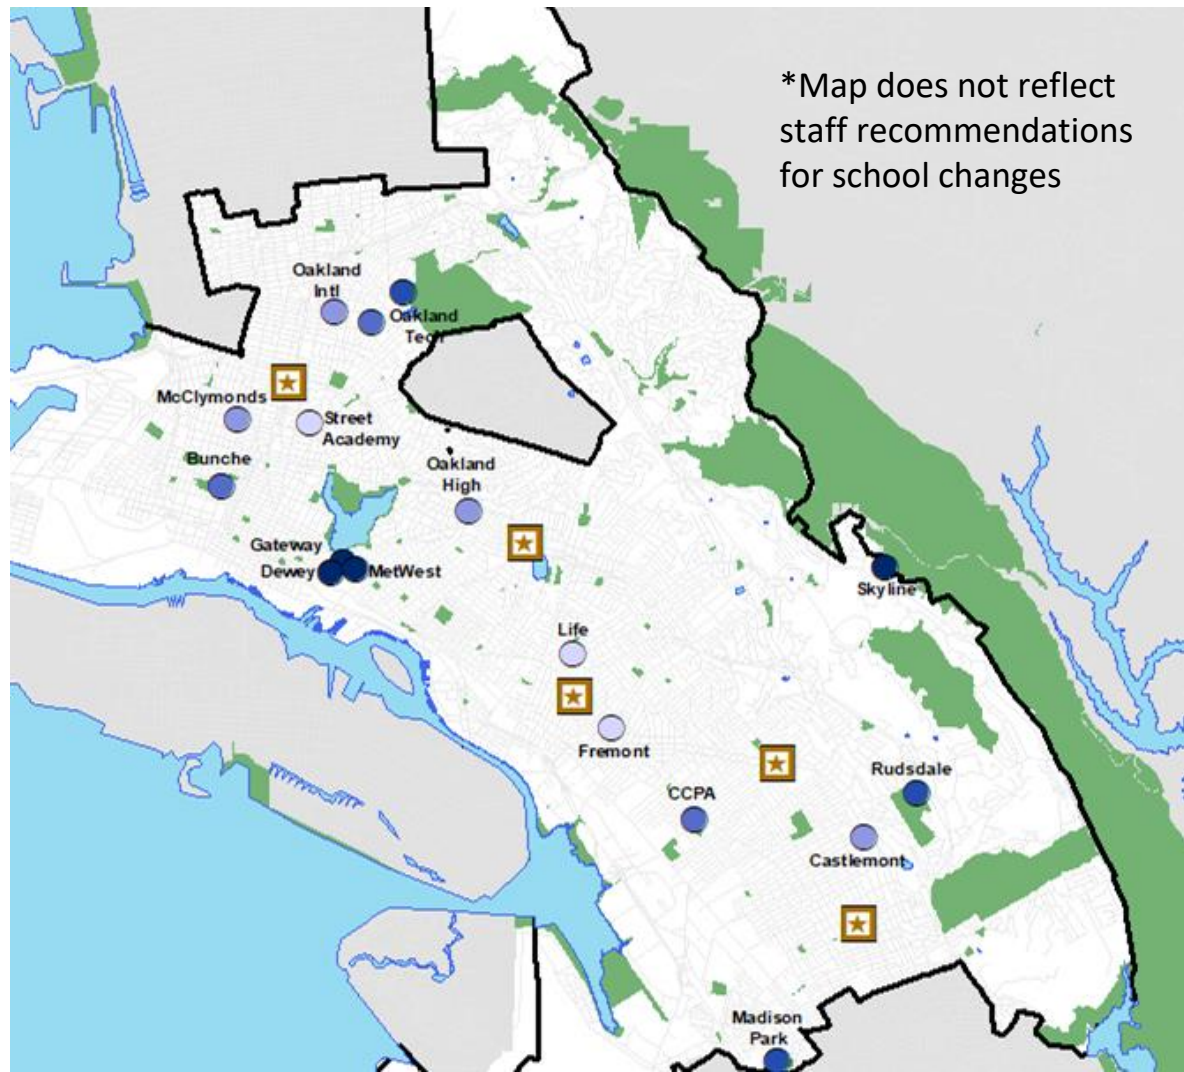 *Map does not reflect
staff recommendations
for school changes
Oakland
Intl
Oakland
Tech
McClymonds
Street
Academy
Bunche
Oakland
High
Gateway
Dewey
MetWest
Skyline
Life
Fremont
Rudsdale
CCPA
Castlemont
Madison
Park